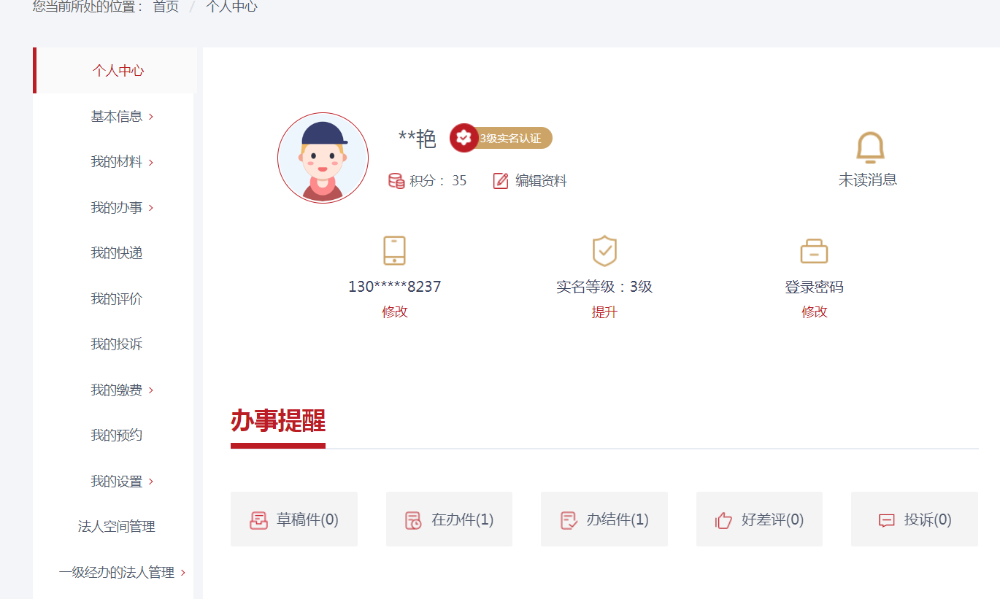 您当前所处的位置： 首页 / 个人中心
个人中心
基本信息
我的材料
我的办事
我的快递
我的评价
我的投诉
我的缴费
我的预约
我的设置
法人空间管理
一级经办的法人管理
**艳 3级实名认证
积分： 35 编辑资料
未读消息
130*****8237
修改
实名等级：3级
提升
登录密码
修改
办事提醒
草稿件(0)
在办件(1)
办结件(1)
好差评(0)
投诉(0)